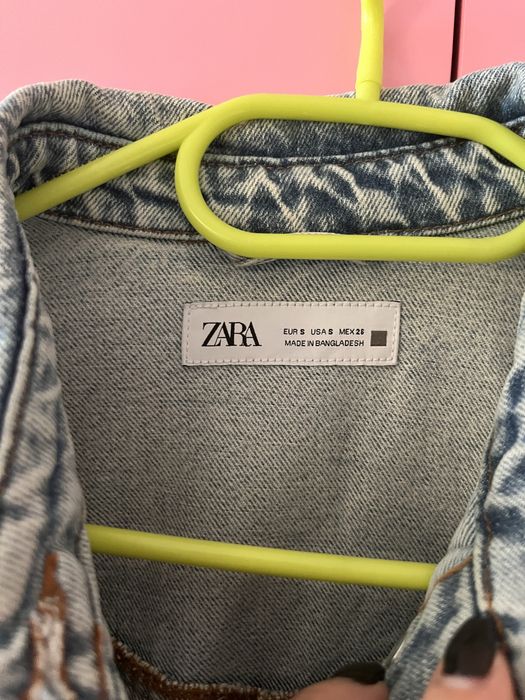 ZARA
EUR S USA S MEX 26
MADE IN BANGLADESH